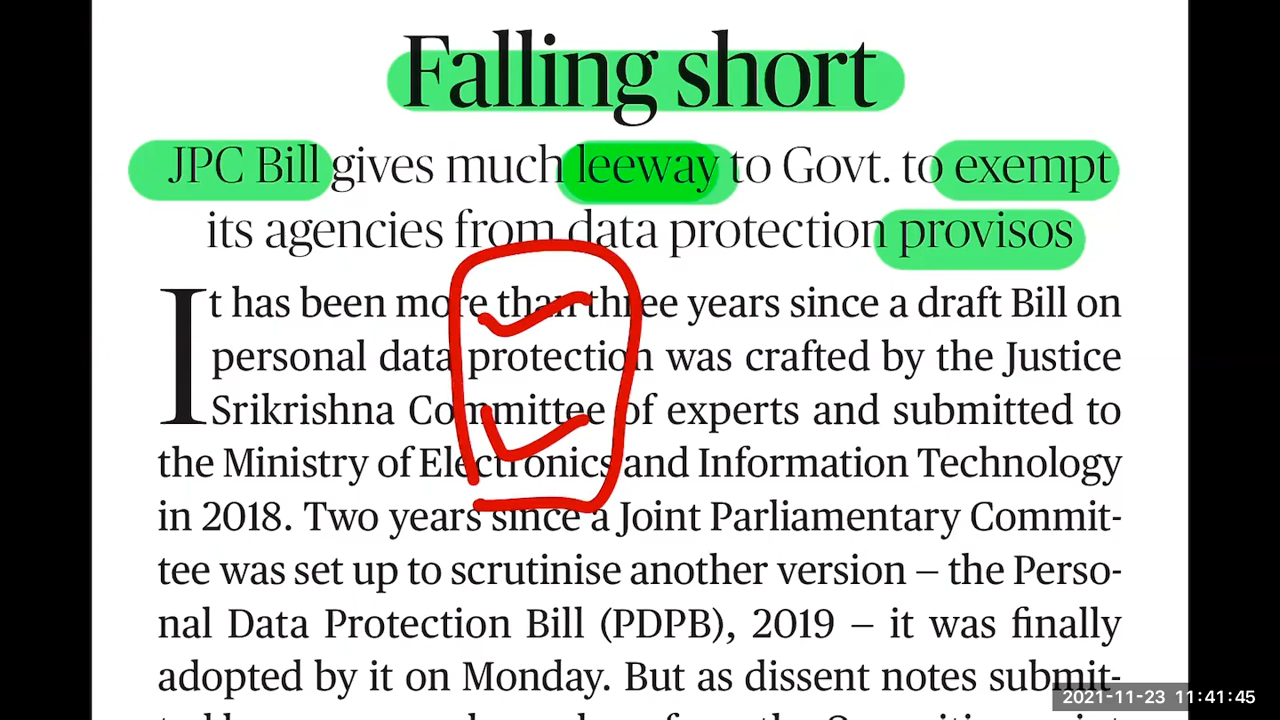 Falling short
JPC Bill gives much leeway to Govt. to exempt
its agencies from data protection provisos
It has been more than three years since a draft Bill on
personal data protection was crafted by the Justice
Srikrishna Committee of experts and submitted to
the Ministry of Electronics and Information Technology
in 2018. Two years since a Joint Parliamentary Commit-
tee was set up to scrutinise another version – the Perso-
nal Data Protection Bill (PDPB), 2019 – it was finally
adopted by it on Monday. But as dissent notes submit-
2021-11-23 11:41:45